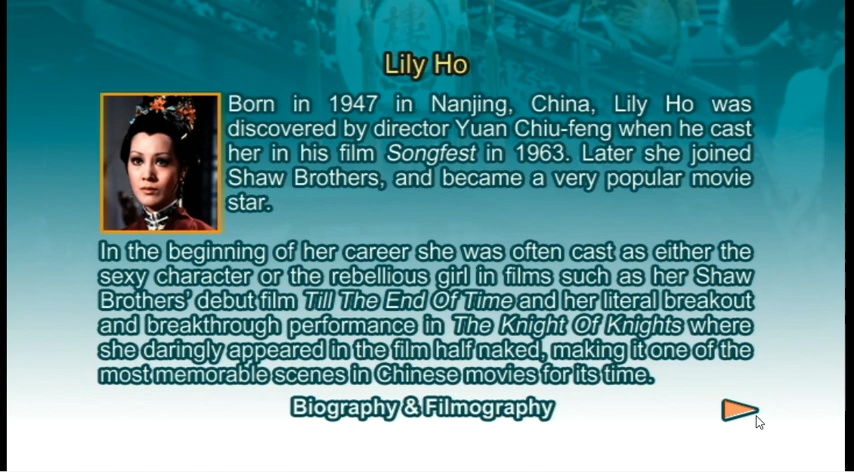 Lily Ho
Born in 1947 in Nanjing, China, Lily Ho was
discovered by director Yuan Chiu-feng when he cast
her in his film Songfest in 1963. Later she joined
Shaw Brothers, and became a very popular movie
star.
In the beginning of her career she was often cast as either the
sexy character or the rebellious girl in films such as her Shaw
Brothers' debut film Till The End Of Time and her literal breakout
and breakthrough performance in The Knight Of Knights where
she daringly appeared in the film half naked, making it one of the
most memorable scenes in Chinese movies for its time.
Biography & Filmography